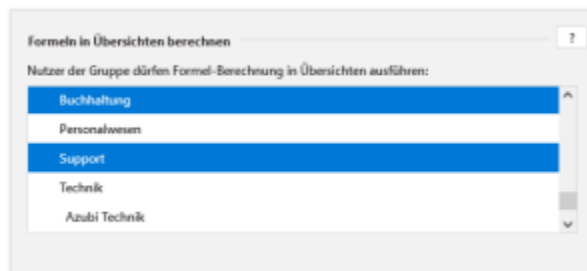 Formeln in Übersichten berechnen
?
Nutzer der Gruppe dürfen Formel-Berechnung in Übersichten ausführen:
Buchhaltung
Personalwesen
Support
Technik
Azubi Technik